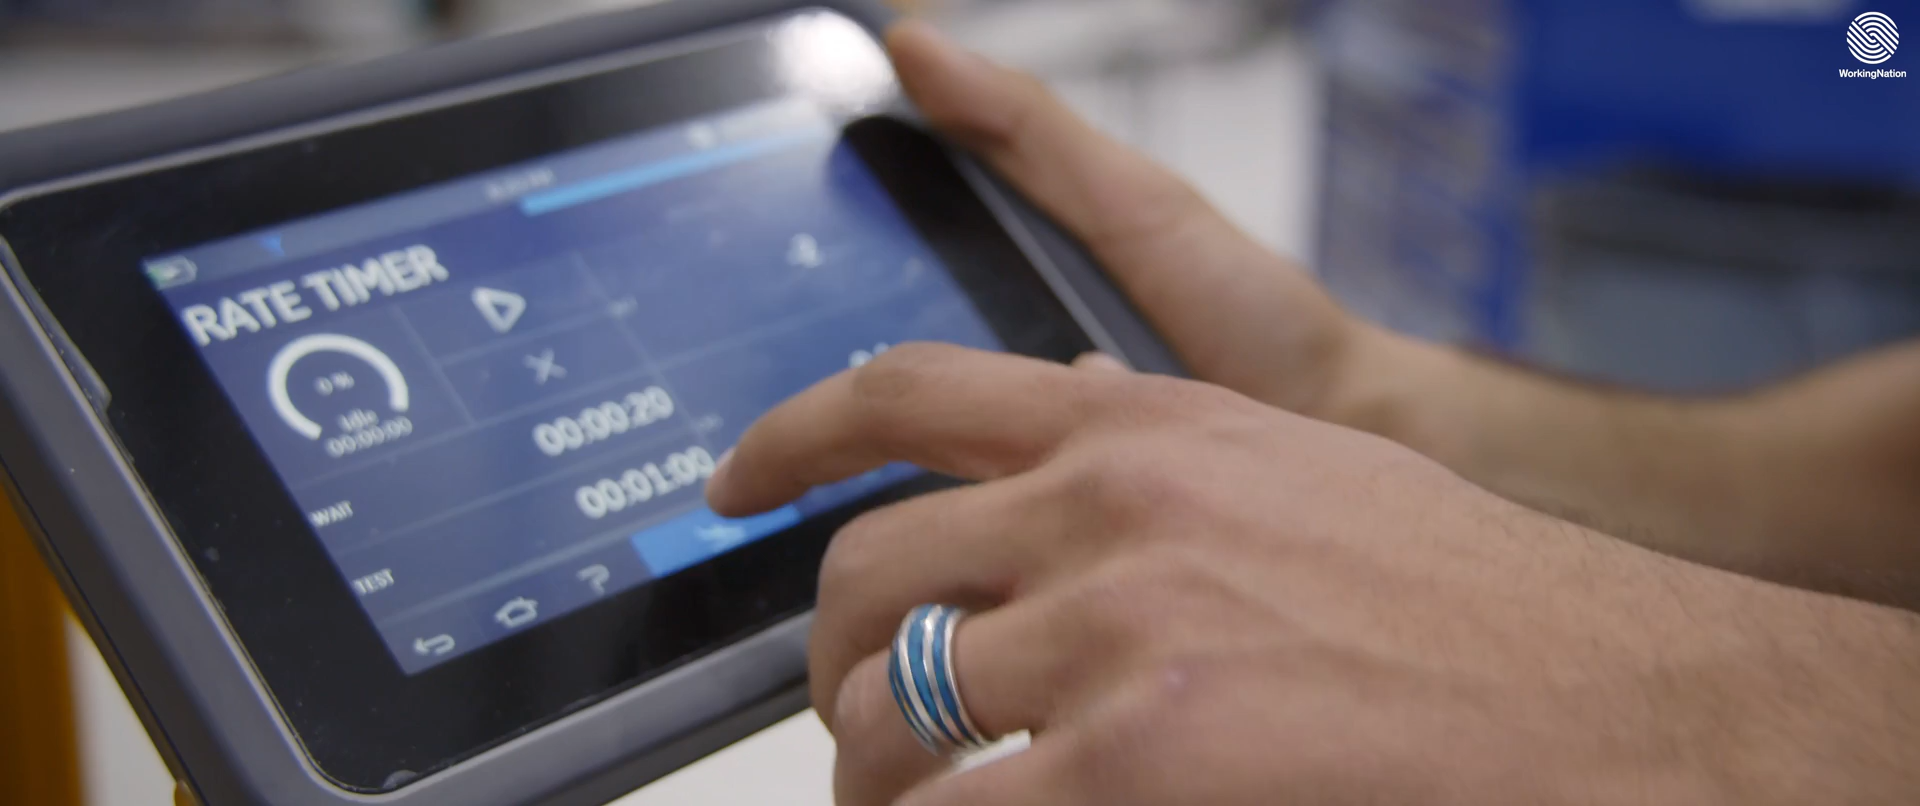 WorkingNation
RATE TIMER
0 %
Idle
00:00:00
00:00:20
WAIT
00:01:00
TEST